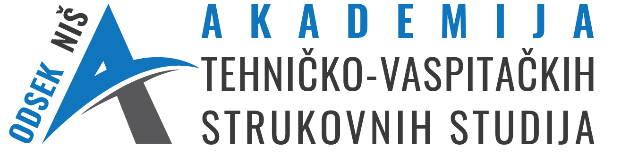 ODSEK NIŠ
AKADEMIJA
TEHNIČKO-VASPITAČKIH
STRUKOVNIH STUDIJA